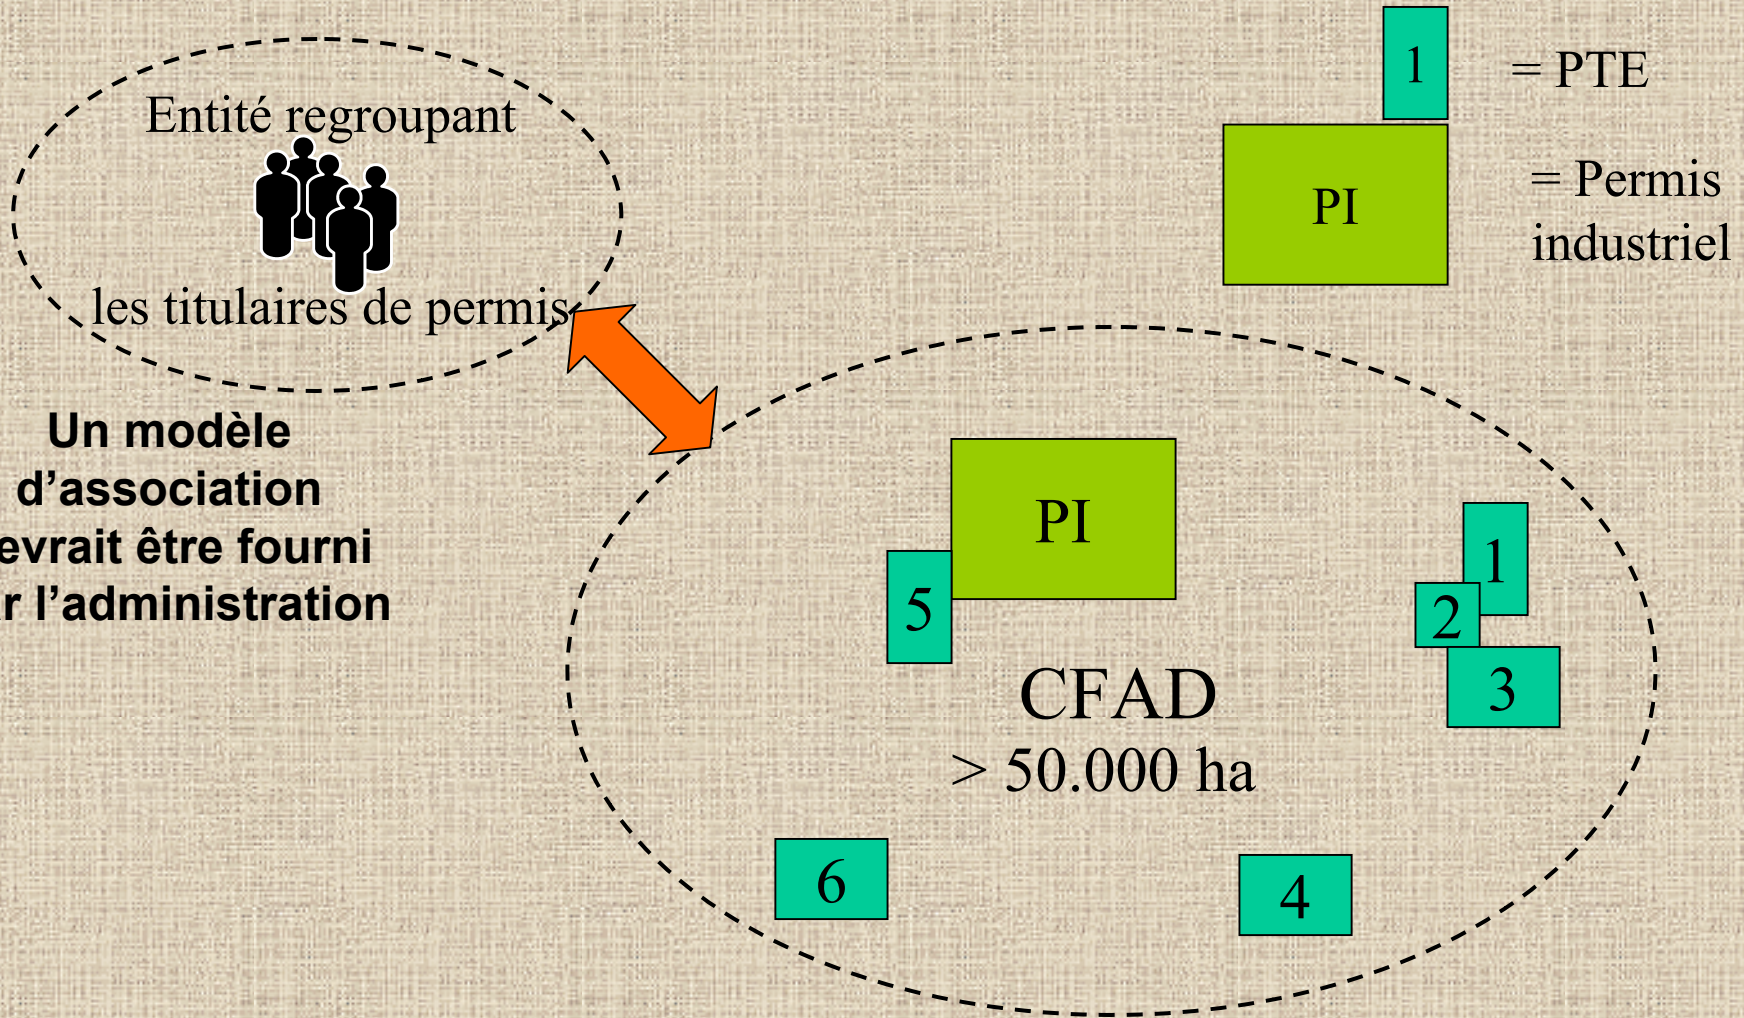 Entité regroupant
les titulaires de permis
Un modèle
d’association
evrait être fourni
r l’administration
1
= PTE
PI
= Permis
industriel
PI
5
1
2
3
CFAD
> 50.000 ha
6
4